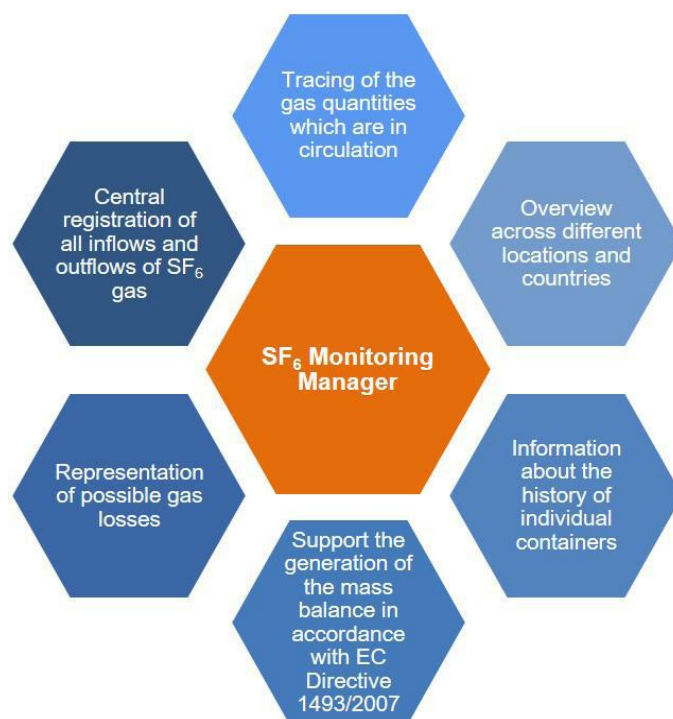 Tracing of the
gas quantities
which are in
circulation
Central
registration of
all inflows and
outflows of SF₆
gas
Overview
across different
locations and
countries
SF₆ Monitoring
Manager
Representation
of possible gas
losses
Information
about the
history of
individual
containers
Support the
generation of
the mass
balance in
accordance
with EC
Directive
1493/2007